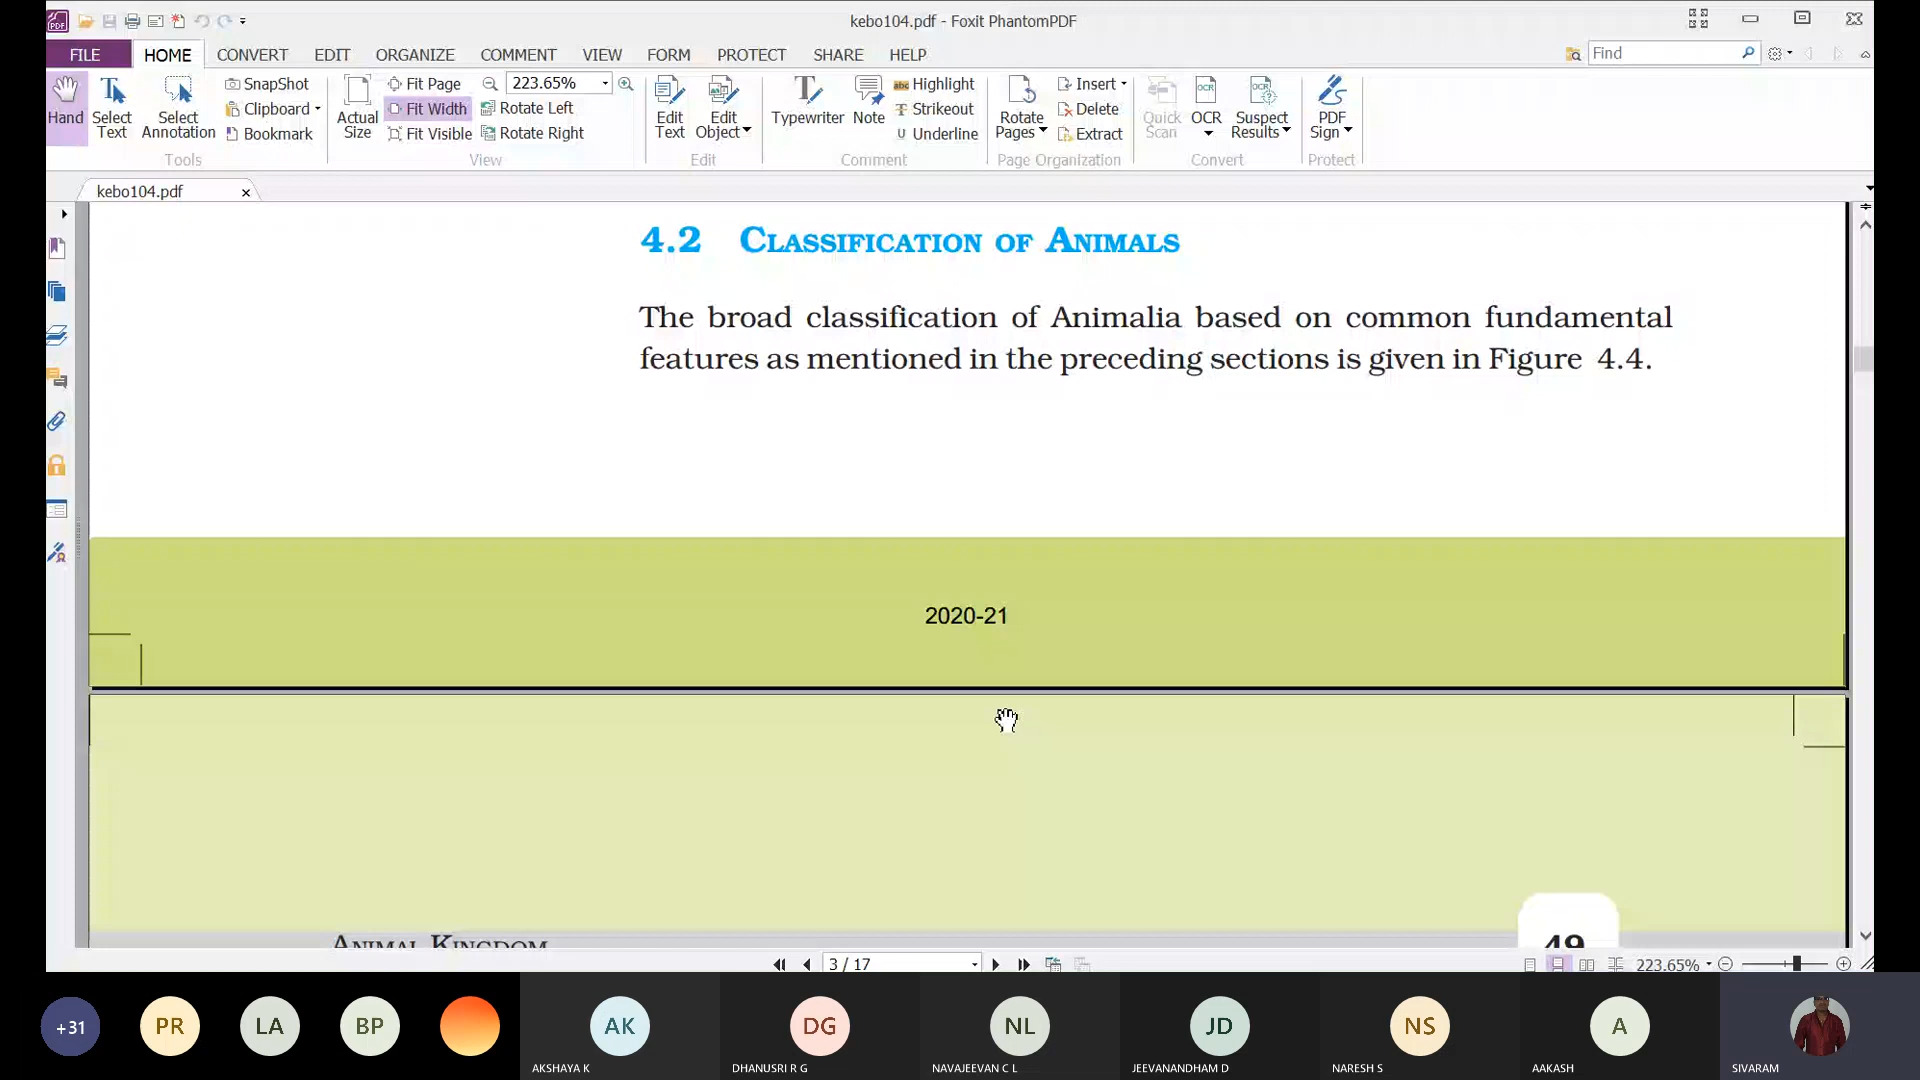 kebo104.pdf - Foxit PhantomPDF
FILE HOME CONVERT EDIT ORGANIZE COMMENT VIEW FORM PROTECT SHARE HELP Find
Hand
Select Text
Select Annotation
SnapShot
Clipboard
Bookmark
Tools
Actual Size
Fit Page
Fit Width
Fit Visible
223.65%
Rotate Left
Rotate Right
View
Edit Text
Edit Object
Edit
Typewriter
Note
Highlight
Strikeout
Underline
Comment
Rotate Pages
Insert
Delete
Extract
Page Organization
Quick Scan
OCR
Suspect Results
Convert
PDF Sign
Protect
kebo104.pdf
4.2 CLASSIFICATION OF ANIMALS
The broad classification of Animalia based on common fundamental
features as mentioned in the preceding sections is given in Figure 4.4.
2020-21
ANIMAL KINGDOM 49
3 / 17 223.65%
+31 PR LA BP AK DG NL JD NS A
AKSHAYA K DHANUSRI R G NAVAJEEVAN C L JEEVANANDHAM D NARESH S AAKASH SIVARAM